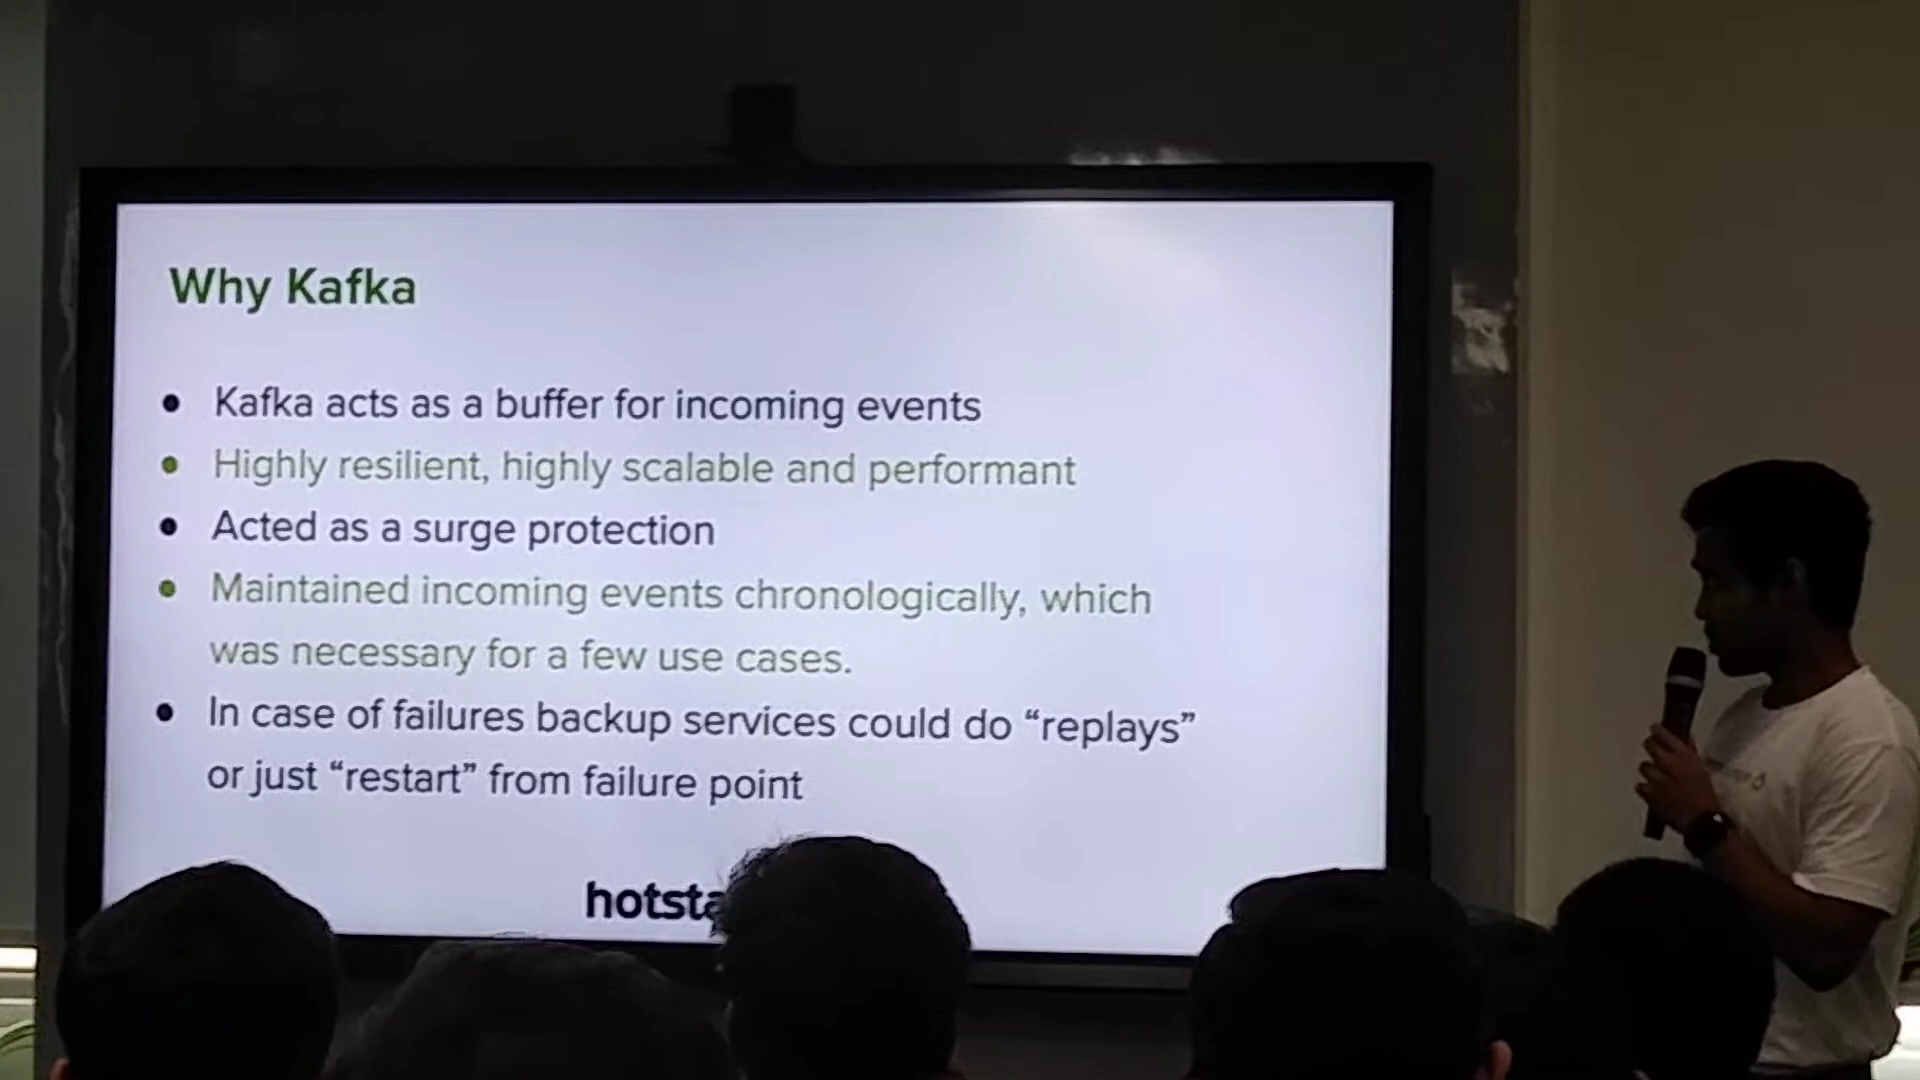 Why Kafka
• Kafka acts as a buffer for incoming events
• Highly resilient, highly scalable and performant
• Acted as a surge protection
• Maintained incoming events chronologically, which
was necessary for a few use cases.
• In case of failures backup services could do “replays”
or just “restart” from failure point
hotsta